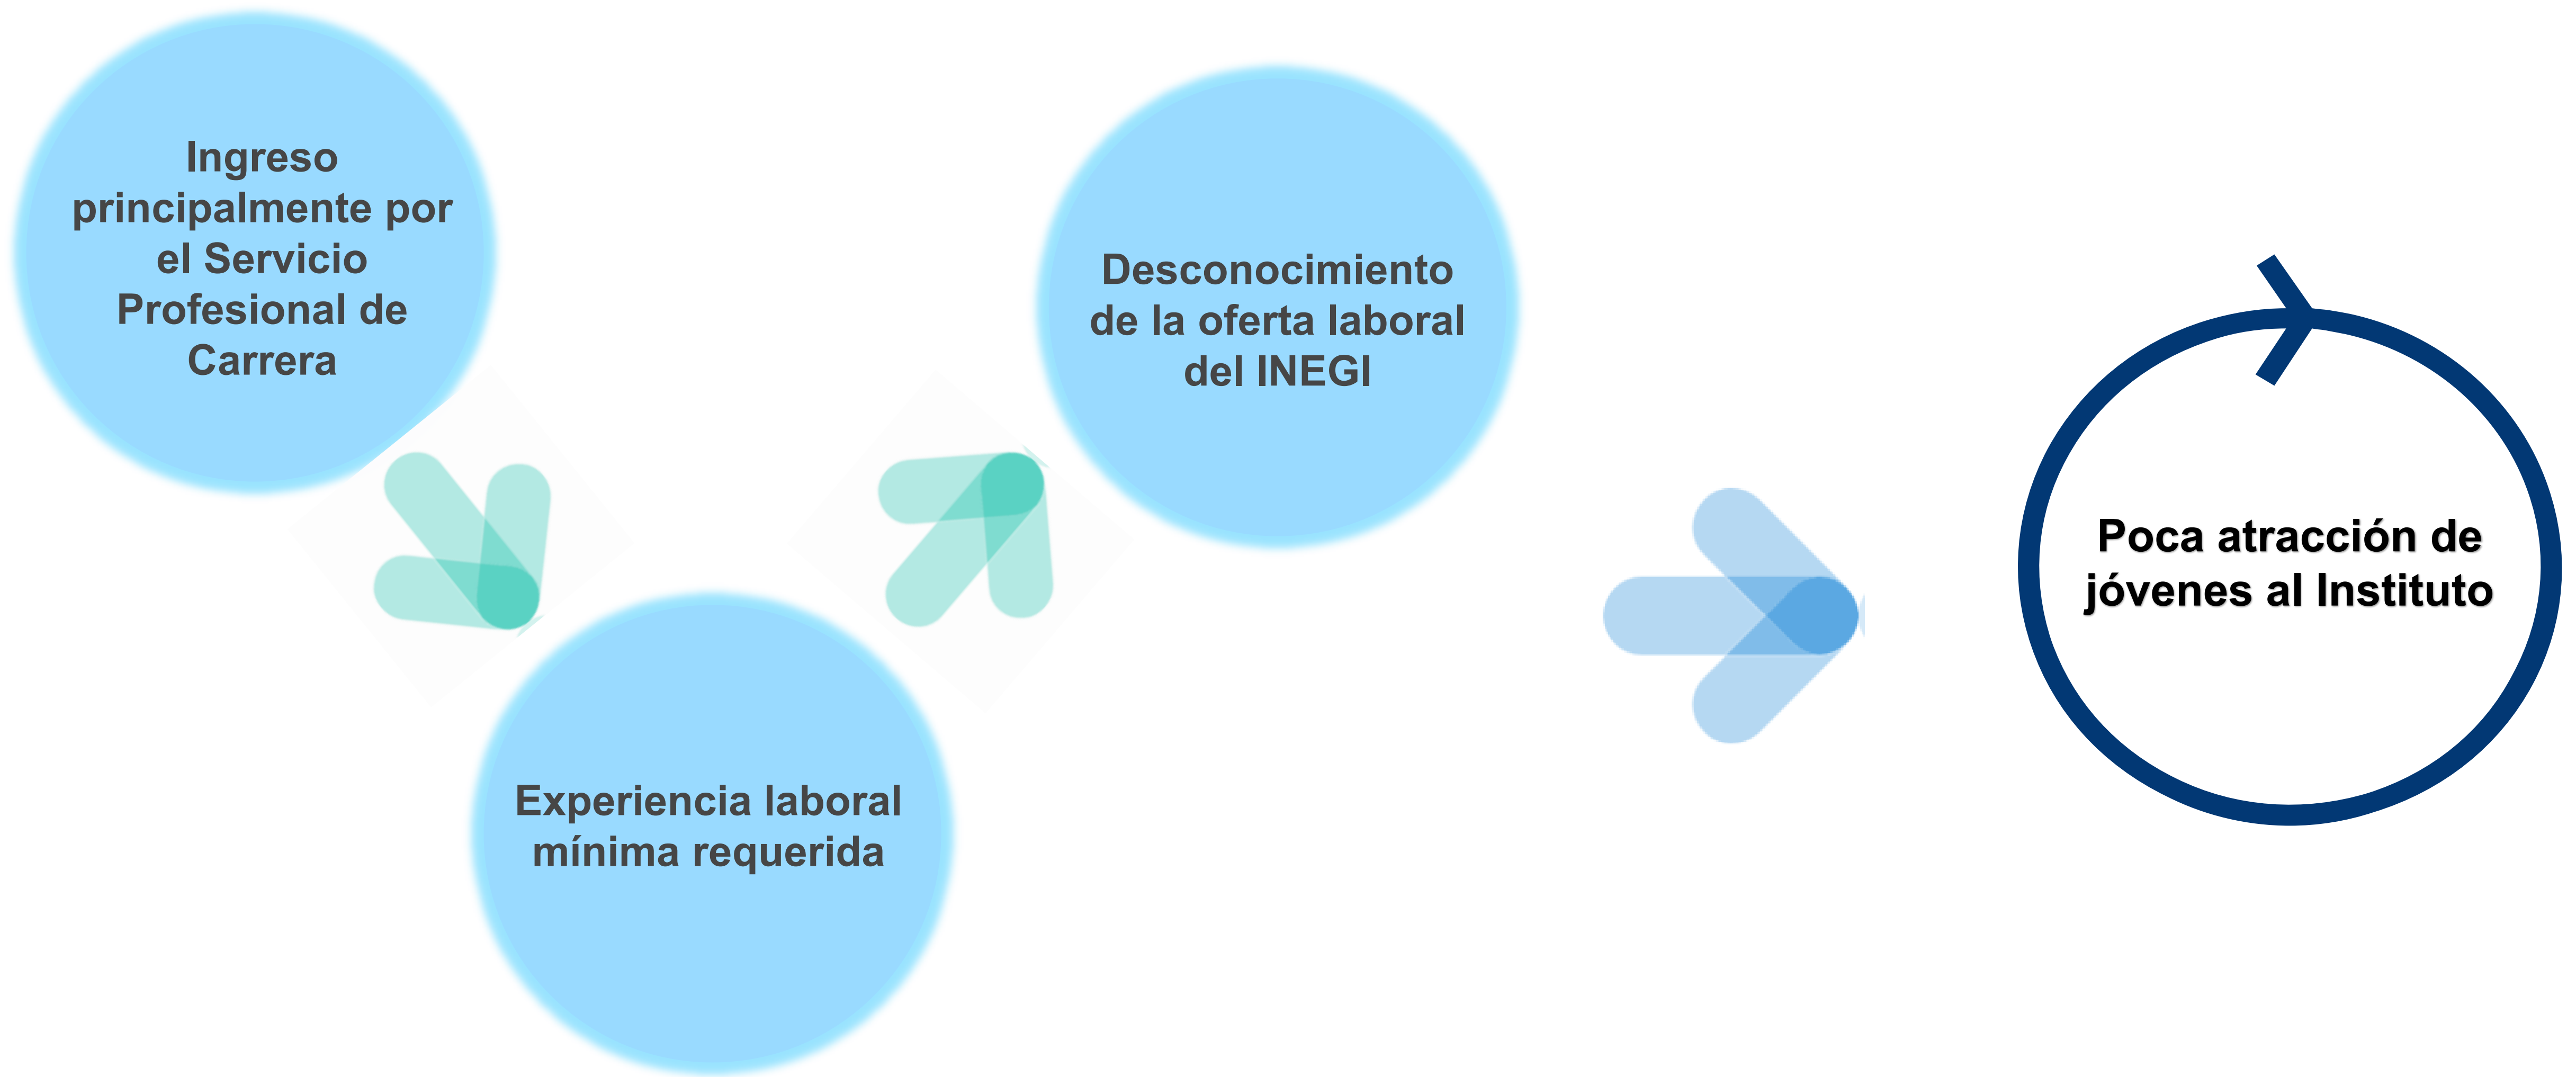 Ingreso
principalmente por
el Servicio
Profesional de
Carrera
Experiencia laboral
mínima requerida
Desconocimiento
de la oferta laboral
del INEGI
Poca atracción de
jóvenes al Instituto